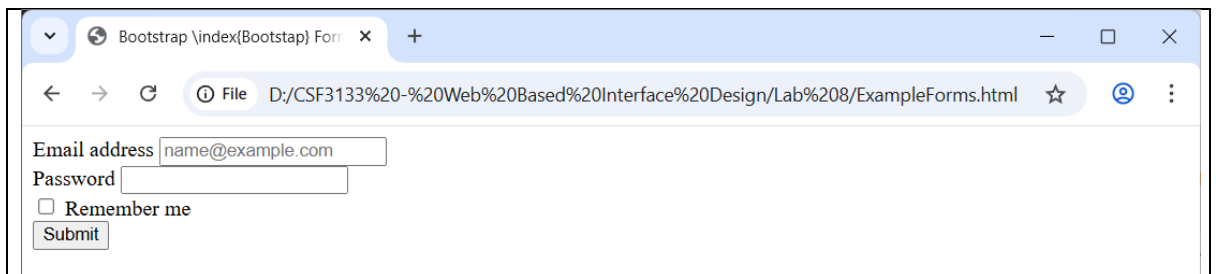 Bootstrap \index{Bootstap} Form
File D:/CSF3133%20-%20Web%20Based%20Interface%20Design/Lab%208/ExampleForms.html
Email address name@example.com
Password
Remember me
Submit